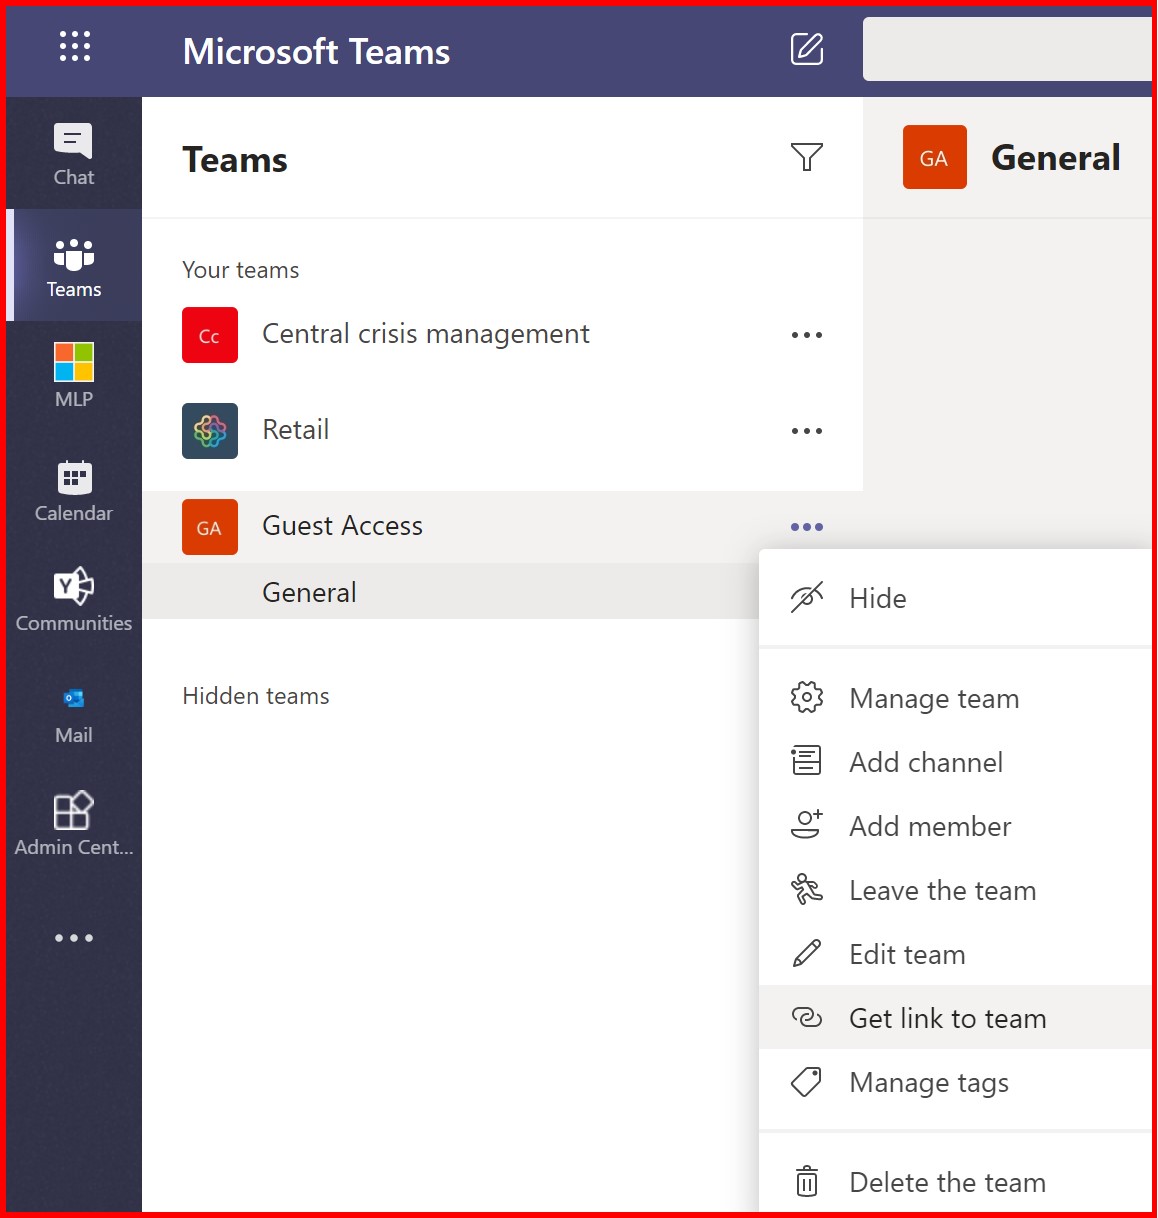 Microsoft Teams
Chat
Teams
MLP
Calendar
Communities
Mail
Admin Cent...
Teams
Your teams
Cc Central crisis management
Retail
GA Guest Access
General
Hidden teams
GA General
Hide
Manage team
Add channel
Add member
Leave the team
Edit team
Get link to team
Manage tags
Delete the team